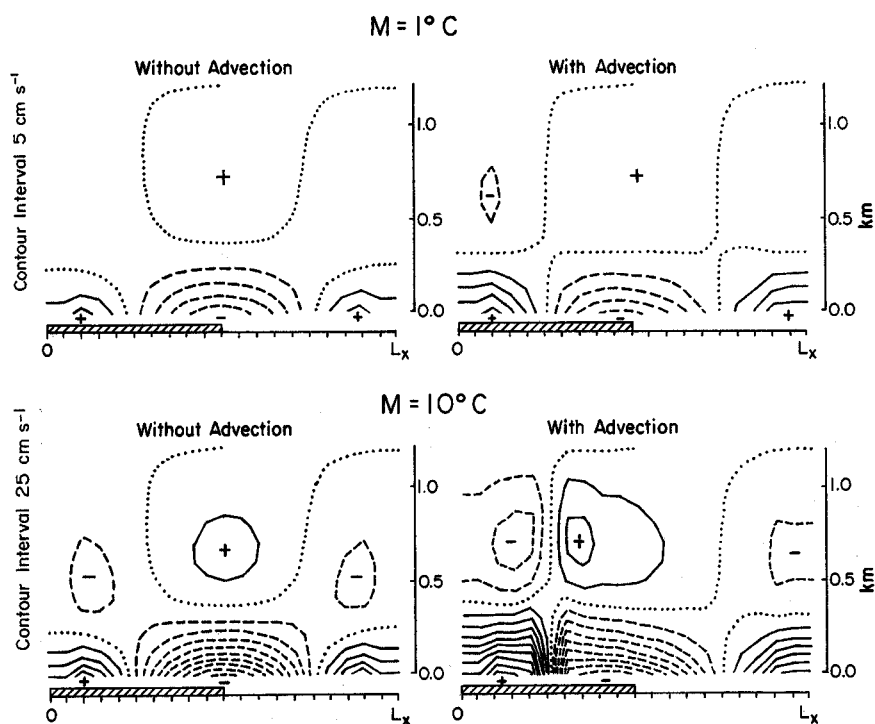 M = 1° C
Without Advection
With Advection
Contour Interval 5 cm s⁻¹
1.0
0.5
0.0
1.0
0.5
0.0
km
+
+
-
+
-
+
+
-
+
0
Lx
0
Lx
M = 10° C
Without Advection
With Advection
Contour Interval 25 cm s⁻¹
1.0
0.5
0.0
1.0
0.5
0.0
km
-
+
-
-
+
-
+
-
+
+
-
0
Lx
0
Lx